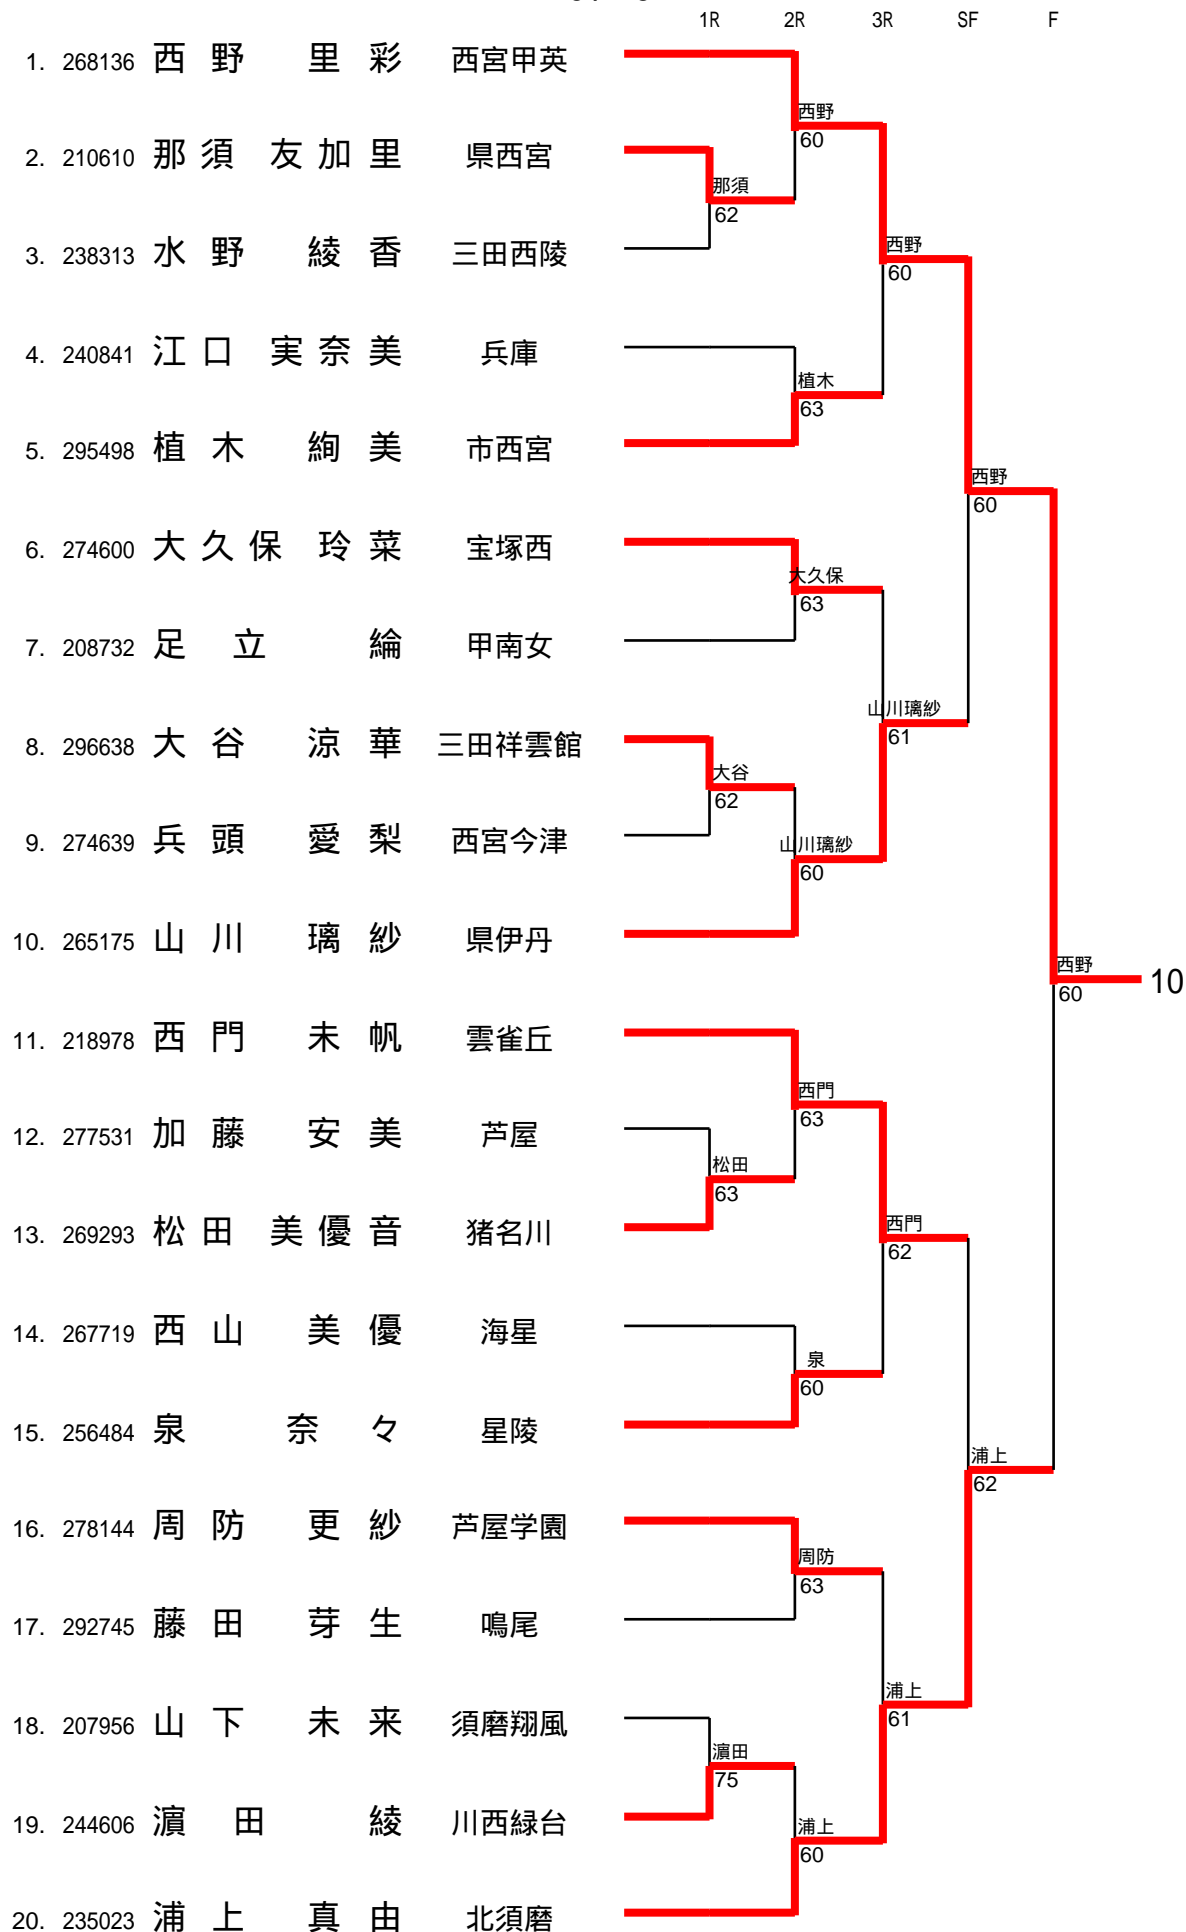 1R 2R 3R SF F
1. 268136 西野 里彩 西宮甲英
西野
60
2. 210610 那須 友加里 県西宮
那須
62
3. 238313 水野 綾香 三田西陵
西野
60
4. 240841 江口 実奈美 兵庫
植木
63
5. 295498 植木 絢美 市西宮
西野
60
6. 274600 大久保 玲菜 宝塚西
大久保
63
7. 208732 足立 綸 甲南女
山川璃紗
61
8. 296638 大谷 涼華 三田祥雲館
大谷
62
9. 274639 兵頭 愛梨 西宮今津
山川璃紗
60
10. 265175 山川 璃紗 県伊丹
西野
60
10
11. 218978 西門 未帆 雲雀丘
西門
63
12. 277531 加藤 安美 芦屋
松田
63
13. 269293 松田 美優音 猪名川
西門
62
14. 267719 西山 美優 海星
泉
60
15. 256484 泉 奈々 星陵
浦上
62
16. 278144 周防 更紗 芦屋学園
周防
63
17. 292745 藤田 芽生 鳴尾
浦上
61
18. 207956 山下 未来 須磨翔風
濵田
75
19. 244606 濵田 綾 川西緑台
浦上
60
20. 235023 浦上 真由 北須磨